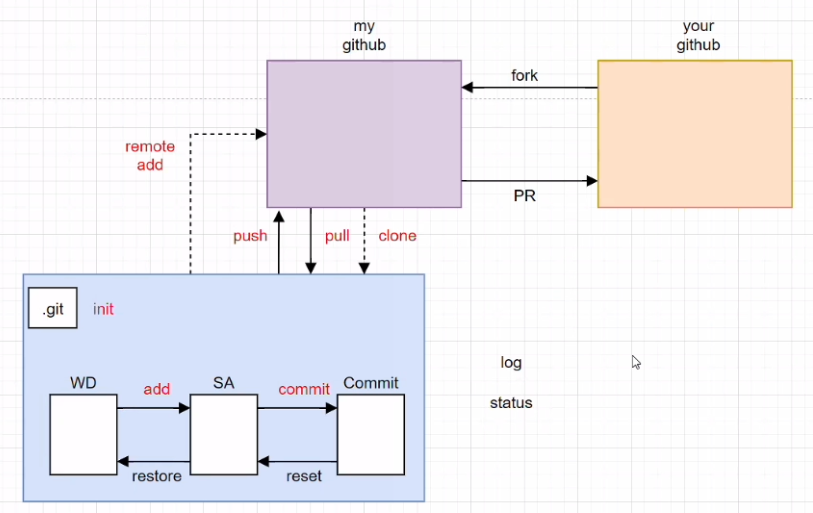 my
github
your
github
fork
remote
add
PR
push
pull
clone
.git
init
WD
add
SA
commit
Commit
restore
reset
log
status